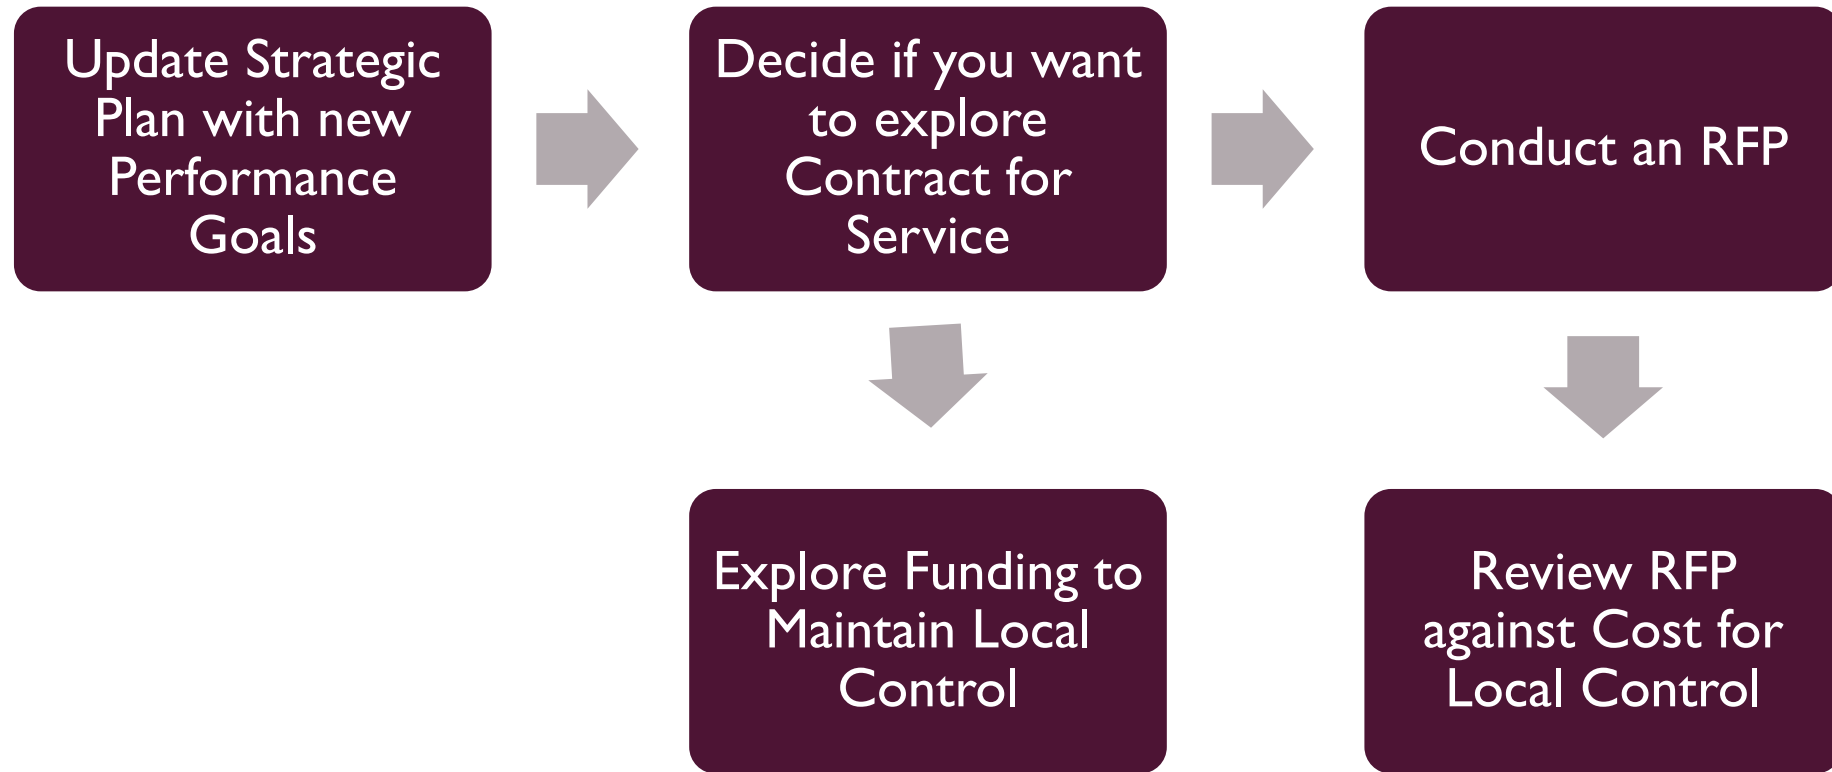 Update Strategic
Plan with new
Performance
Goals
Decide if you want
to explore
Contract for
Service
Conduct an RFP
Explore Funding to
Maintain Local
Control
Review RFP
against Cost for
Local Control